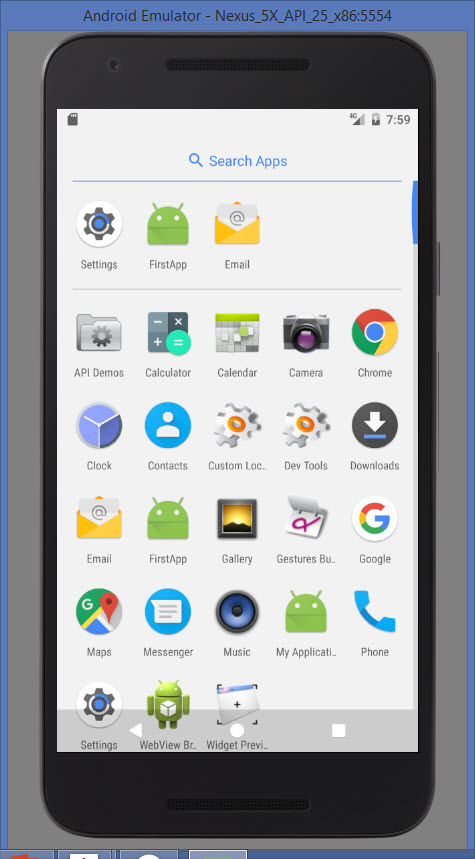 Android Emulator - Nexus_5X_API_25_x86:5554
4G 7:59
Search Apps
Settings FirstApp Email
API Demos Calculator Calendar Camera Chrome
Clock Contacts Custom Loc.. Dev Tools Downloads
Email FirstApp Gallery Gestures Bu.. Google
Maps Messenger Music My Applicati.. Phone
Settings WebView Br.. Widget Previ..